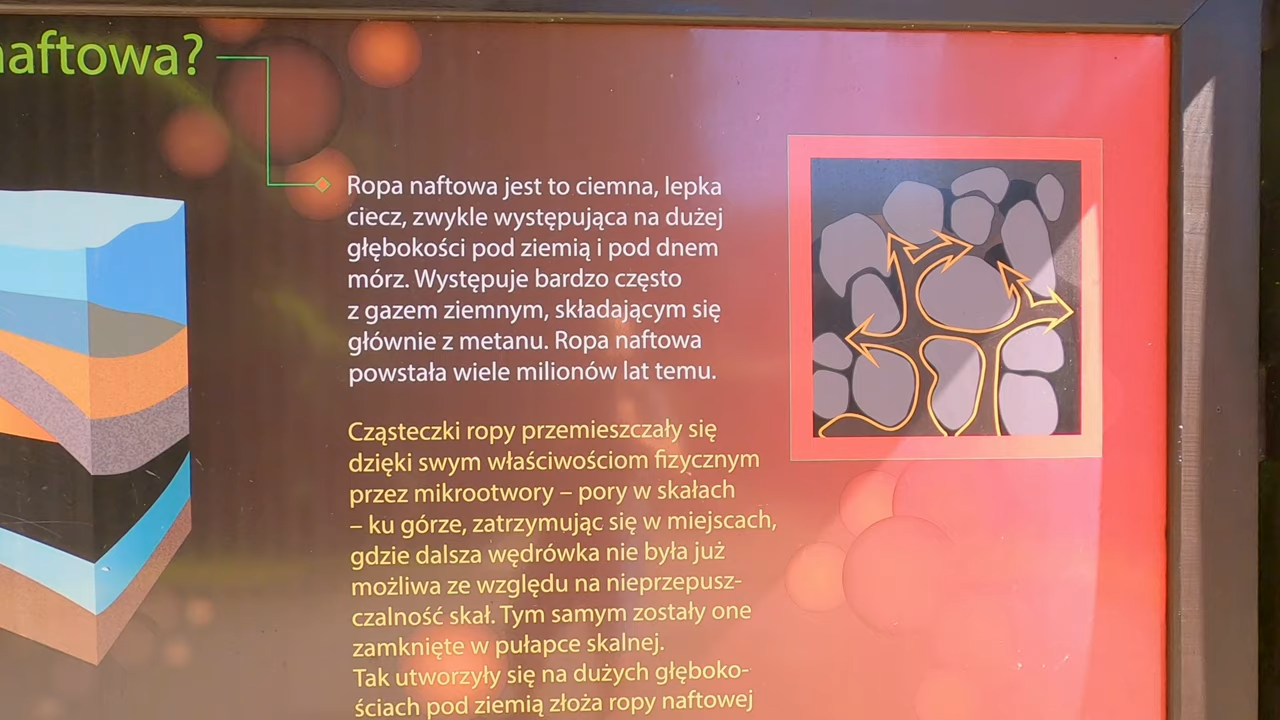 naftowa?
Ropa naftowa jest to ciemna, lepka
ciecz, zwykle występująca na dużej
głębokości pod ziemią i pod dnem
mórz. Występuje bardzo często
z gazem ziemnym, składającym się
głównie z metanu. Ropa naftowa
powstała wiele milionów lat temu.
Cząsteczki ropy przemieszczały się
dzięki swym właściwościom fizycznym
przez mikrootwory – pory w skałach
– ku górze, zatrzymując się w miejscach,
gdzie dalsza wędrówka nie była już
możliwa ze względu na nieprzepusz-
czalność skał. Tym samym zostały one
zamknięte w pułapce skalnej.
Tak utworzyły się na dużych głęboko-
ściach pod ziemią złoża ropy naftowej